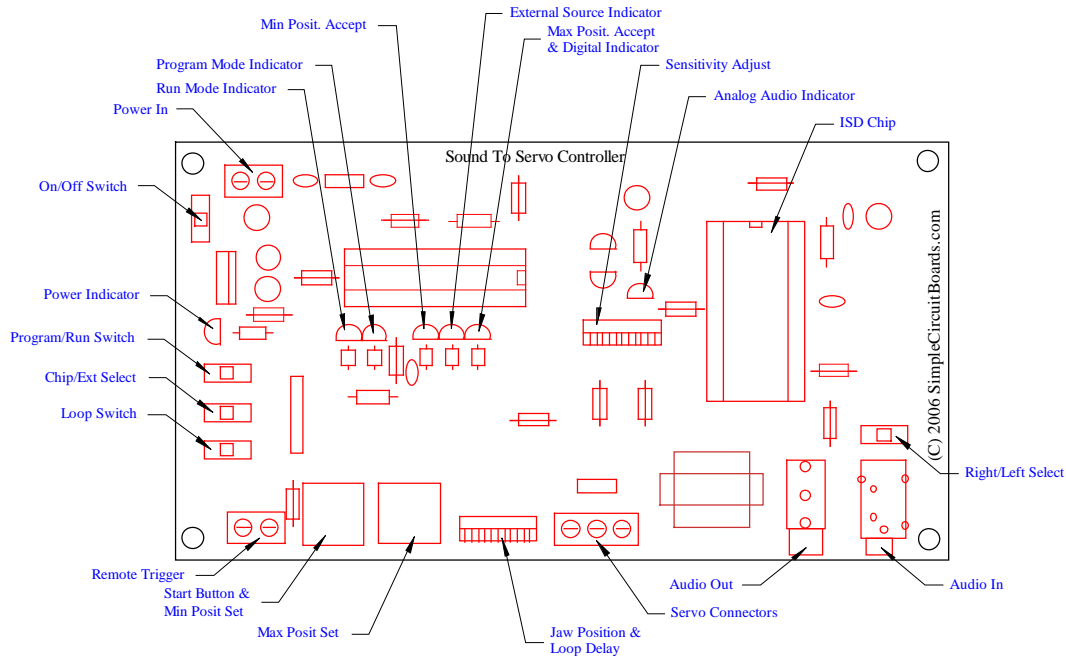 External Source Indicator
Min Posit. Accept
Max Posit. Accept
& Digital Indicator
Program Mode Indicator
Sensitivity Adjust
Run Mode Indicator
Analog Audio Indicator
Power In
ISD Chip
Sound To Servo Controller
On/Off Switch
Power Indicator
Program/Run Switch
Chip/Ext Select
Loop Switch
(C) 2006 SimpleCircuitBoards.com
Right/Left Select
Remote Trigger
Start Button &
Min Posit Set
Max Posit Set
Jaw Position &
Loop Delay
Servo Connectors
Audio Out
Audio In